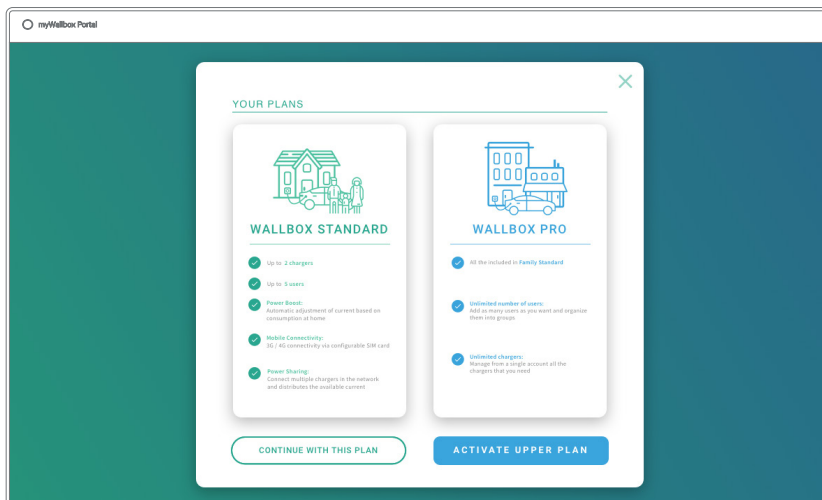 myWallbox Portal
YOUR PLANS
WALLBOX STANDARD
Up to 2 chargers
Up to 5 users
Power Boost:
Automatic adjustment of current based on
consumption at home
Mobile Connectivity:
3G / 4G connectivity via configurable SIM card
Power Sharing:
Connect multiple chargers in the network
and distributes the available current
WALLBOX PRO
All the included in Family Standard
Unlimited number of users:
Add as many users as you want and organize
them into groups
Unlimited chargers:
Manage from a single account all the
chargers that you need
CONTINUE WITH THIS PLAN
ACTIVATE UPPER PLAN